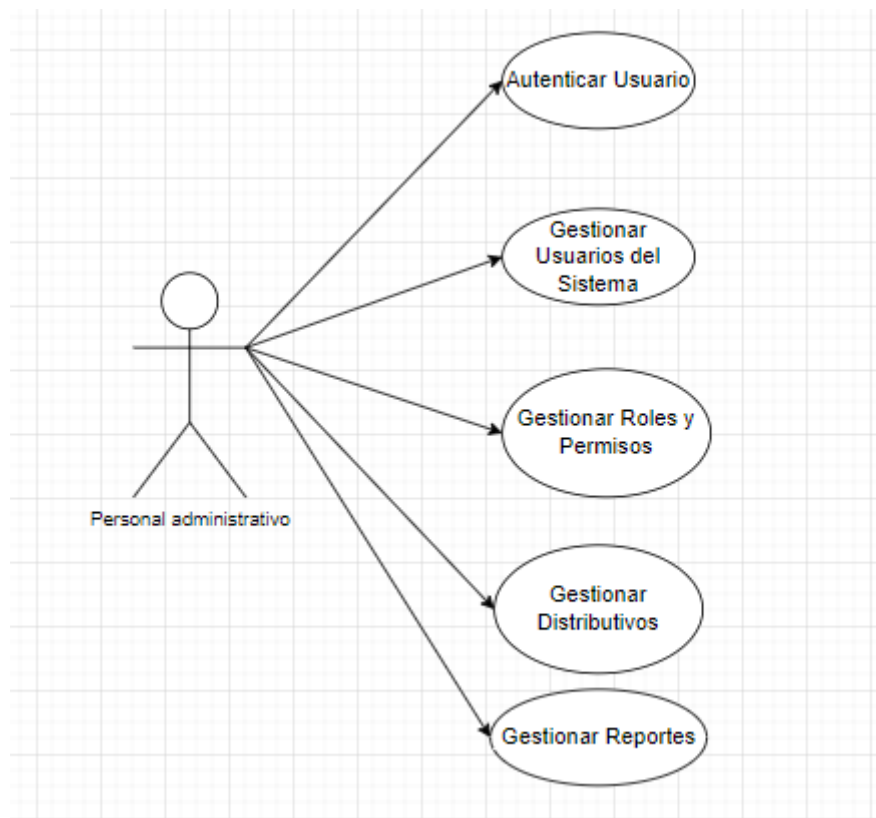 Autenticar Usuario
Gestionar
Usuarios del
Sistema
Gestionar Roles y
Permisos
Personal administrativo
Gestionar
Distributivos
Gestionar Reportes